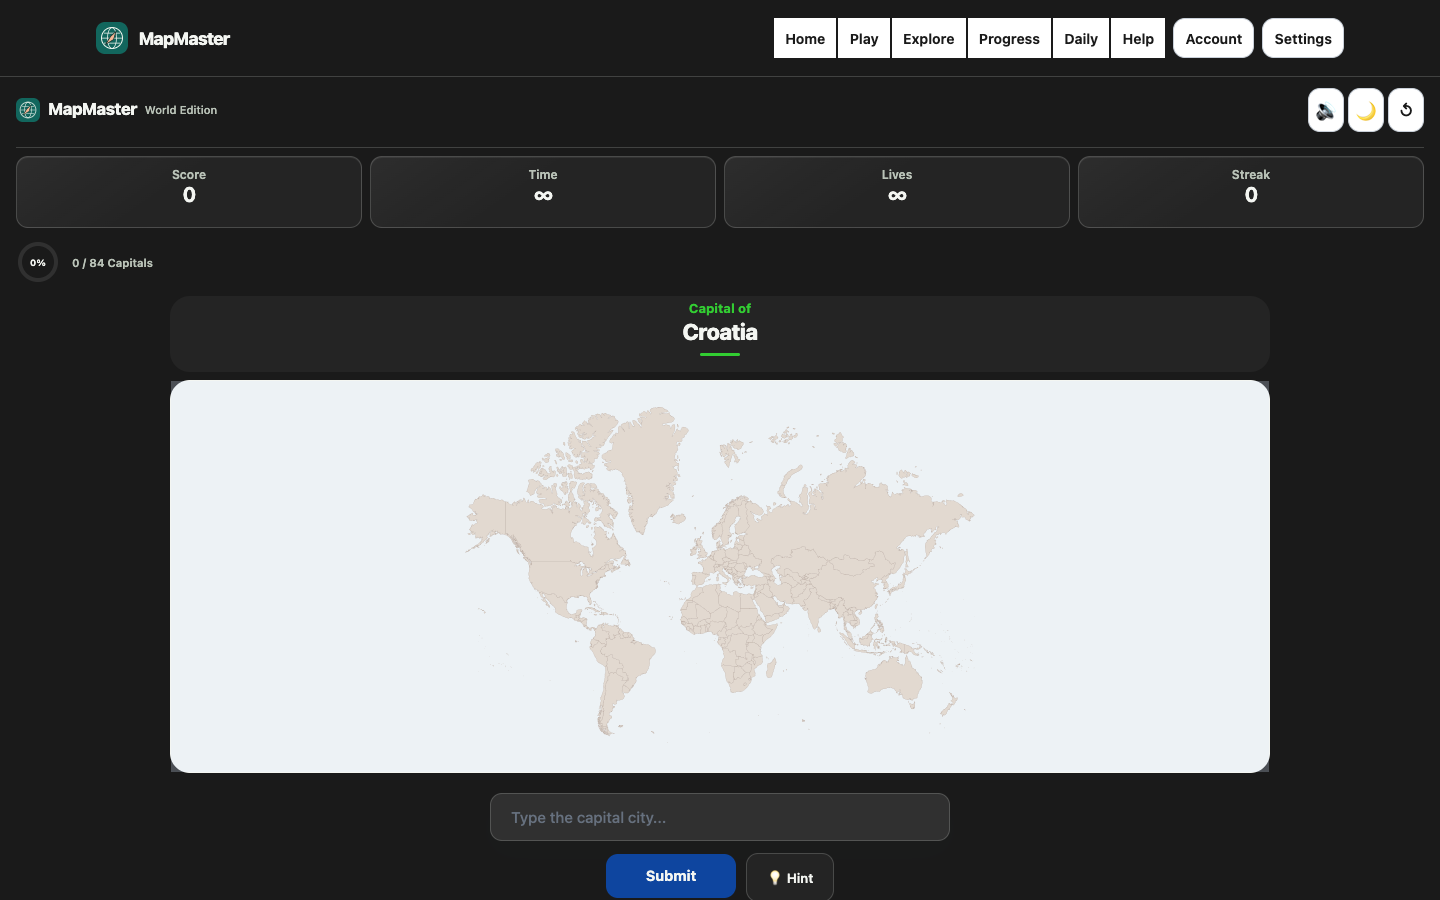 MapMaster
Home Play Explore Progress Daily Help Account Settings
MapMaster World Edition
Score
0
Time
∞
Lives
∞
Streak
0
0%
0 / 84 Capitals
Capital of
Croatia
Type the capital city...
Submit
Hint